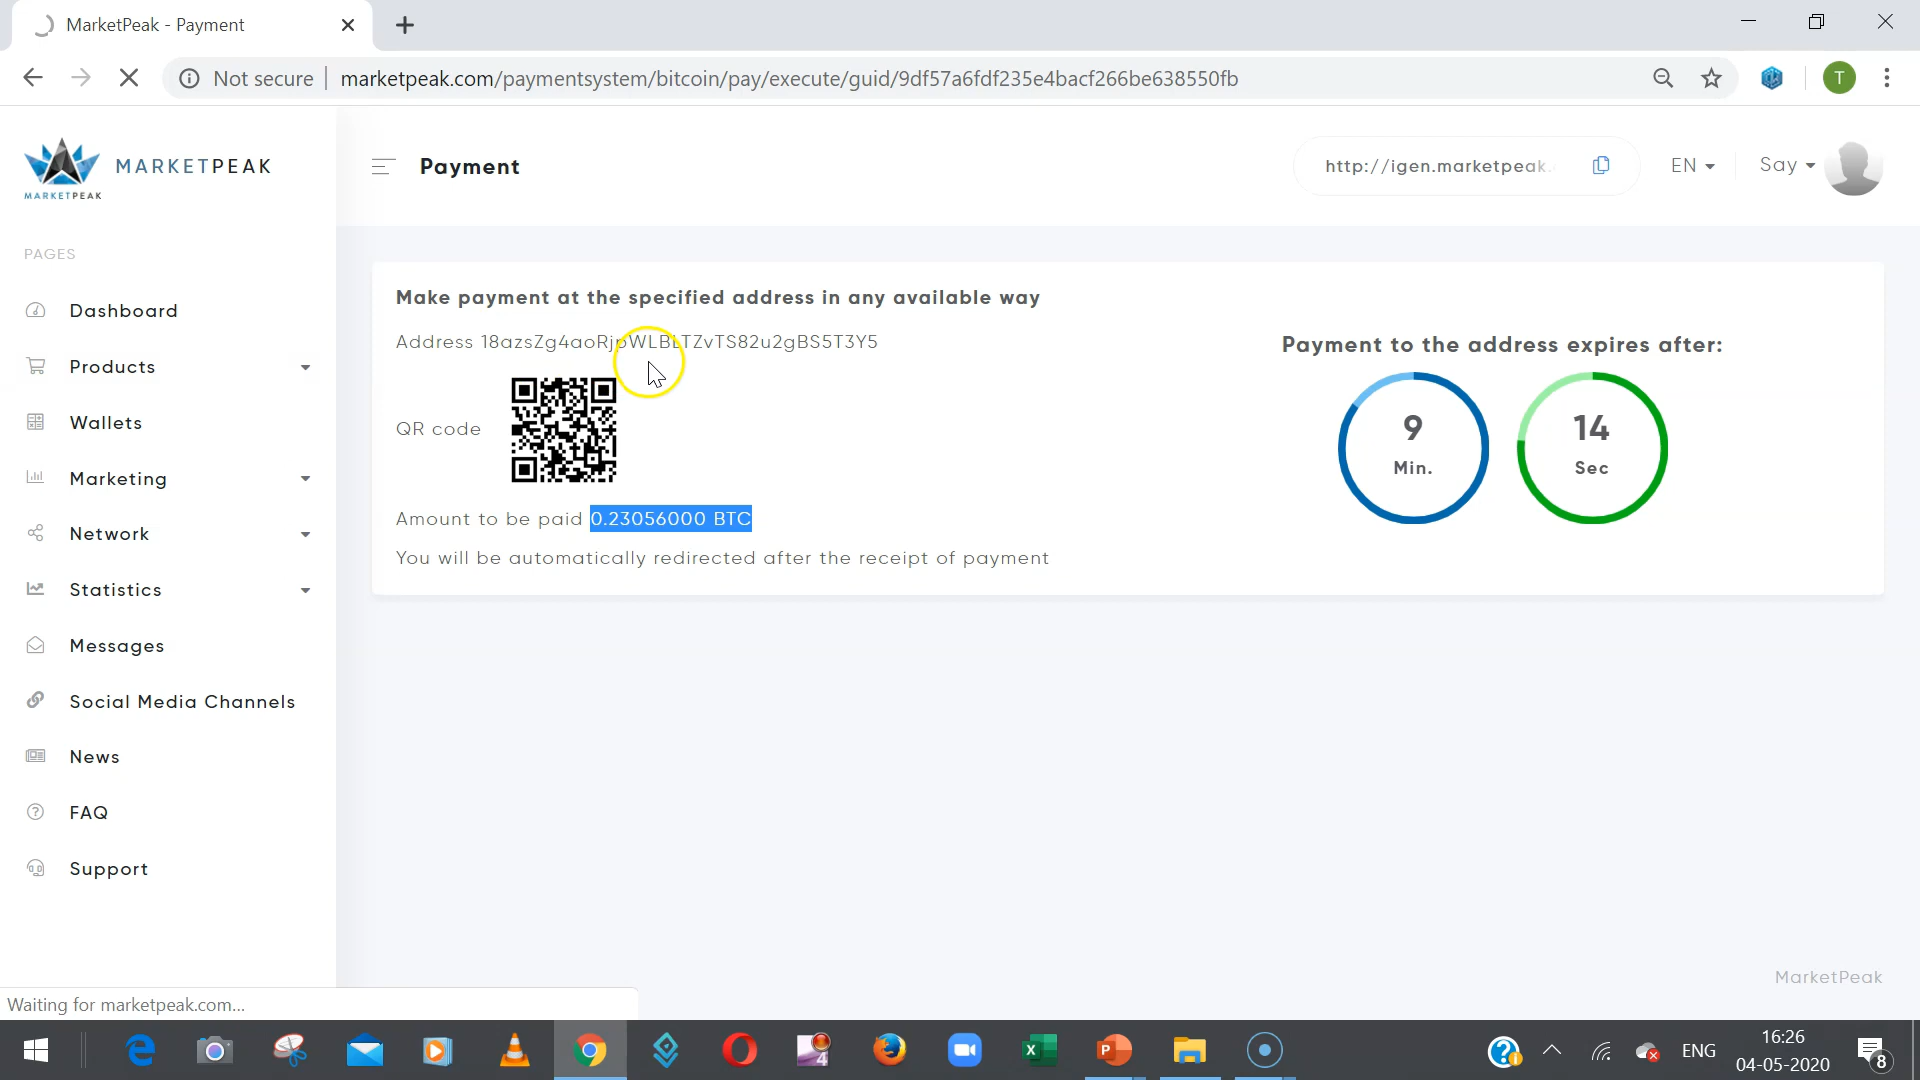 MarketPeak - Payment
Not secure marketpeak.com/paymentsystem/bitcoin/pay/execute/guid/9df57a6fdf235e4bacf266be638550fb
T
MARKETPEAK
MARKETPEAK
Payment
http://igen.marketpeak.
EN
Say
PAGES
Dashboard
Products
Wallets
Marketing
Network
Statistics
Messages
Social Media Channels
News
FAQ
Support
Make payment at the specified address in any available way
Address 18azsZg4aoRjpWLBLTZvTS82u2gBS5T3Y5
QR code
Amount to be paid 0.23056000 BTC
You will be automatically redirected after the receipt of payment
Payment to the address expires after:
9
Min.
14
Sec
MarketPeak
Waiting for marketpeak.com...
ENG
16:26
04-05-2020
8